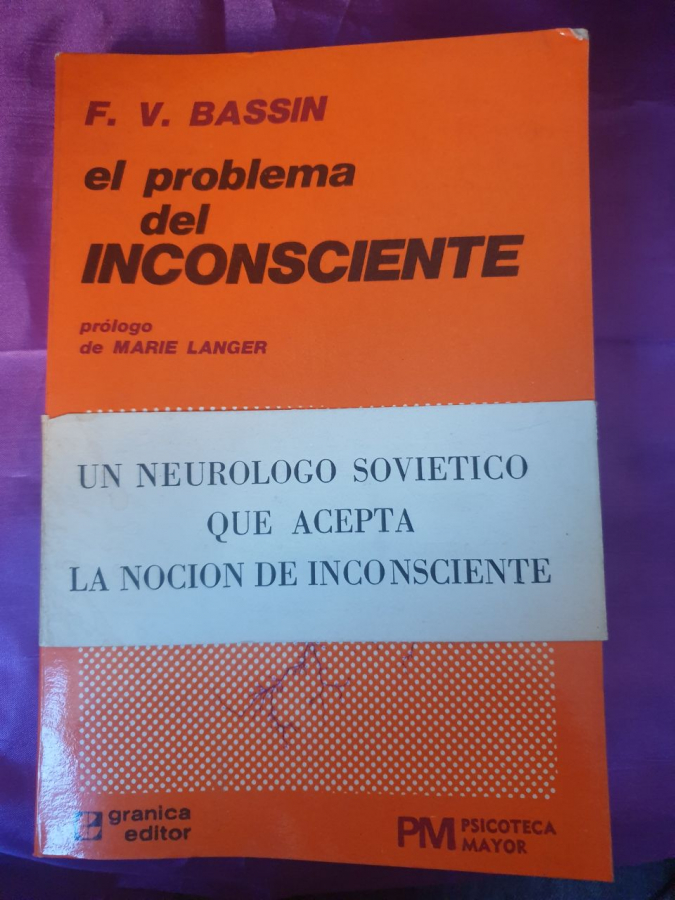 F. V. BASSIN
el problema
del
INCONSCIENTE
prólogo
de MARIE LANGER
UN NEUROLOGO SOVIETICO
QUE ACEPTA
LA NOCION DE INCONSCIENTE
granica
editor
PM PSICOTECA
MAYOR